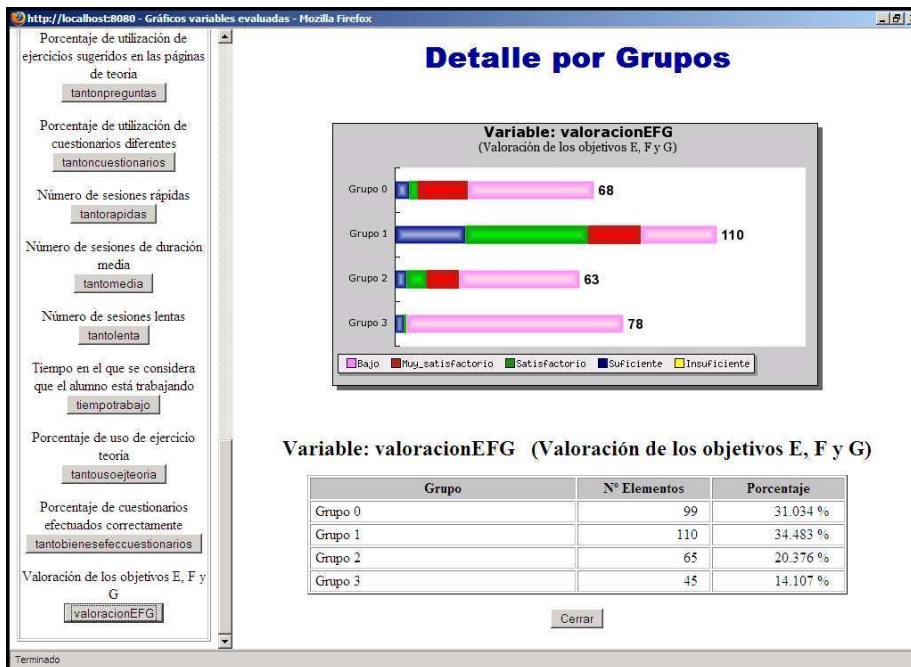 http://localhost:8080 - Gráficos variables evaluadas - Mozilla Firefox
Porcentaje de utilización de
ejercicios sugeridos en las páginas
de teoria
tantonpreguntas
Porcentaje de utilización de
cuestionarios diferentes
tantoncuestionarios
Número de sesiones rápidas
tantorapidas
Número de sesiones de duración
media
tantomedia
Número de sesiones lentas
tantolenta
Tiempo en el que se considera
que el alumno está trabajando
tiempotrabajo
Porcentaje de uso de ejercicio
teoria
tantousoejteoria
Porcentaje de cuestionarios
efectuados correctamente
tantobienesefeccuestionarios
Valoración de los objetivos E, F y
G
valoracionEFG
Detalle por Grupos
Variable: valoracionEFG
(Valoración de los objetivos E, F y G)
Grupo 0 68
Grupo 1 110
Grupo 2 63
Grupo 3 78
Bajo Muy_satisfactorio Satisfactorio Suficiente Insuficiente
Variable: valoracionEFG (Valoración de los objetivos E, F y G)
Grupo Nº Elementos Porcentaje
Grupo 0 99 31.034 %
Grupo 1 110 34.483 %
Grupo 2 65 20.376 %
Grupo 3 45 14.107 %
Cerrar
Terminado